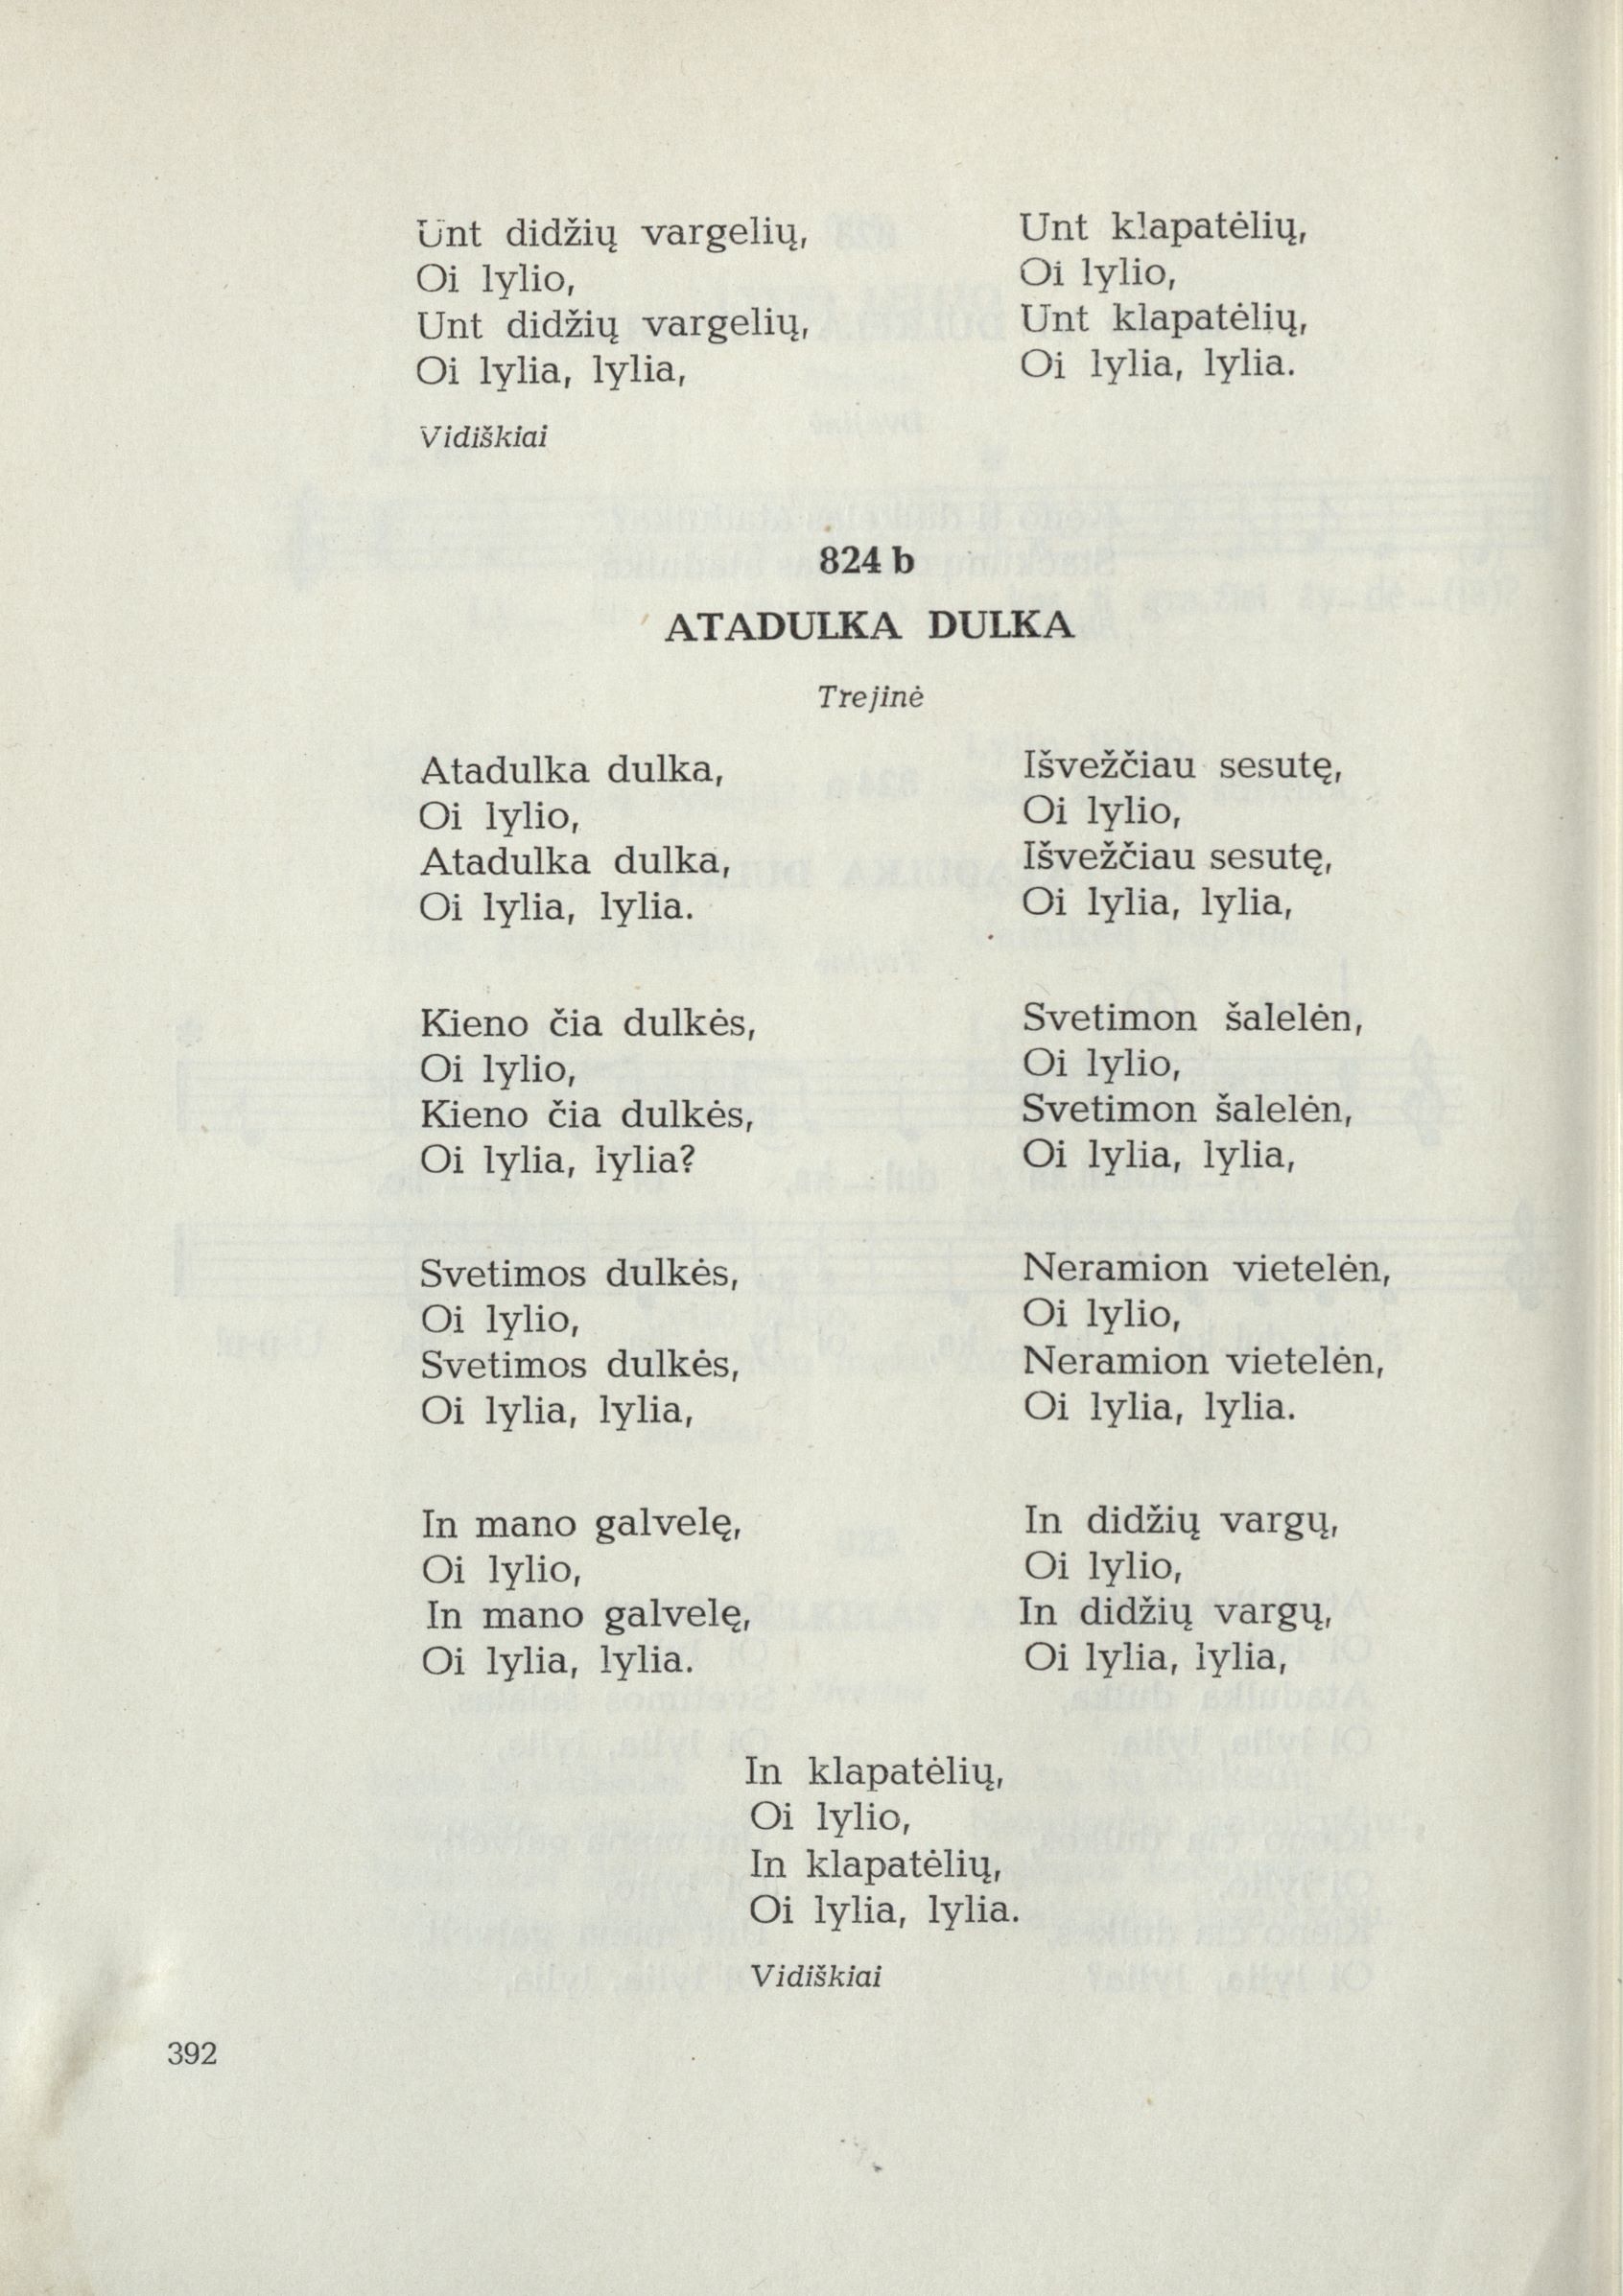 Unt didžių vargelių,
Oi lylio,
Unt didžių vargelių,
Oi lylia, lylia,
Vidiškiai
Unt klapatėlių,
Oi lylio,
Unt klapatėlių,
Oi lylia, lylia.
824 b
ATADULKA DULKA
Trejinė
Atadulka dulka,
Oi lylio,
Atadulka dulka,
Oi lylia, lylia.
Kieno čia dulkės,
Oi lylio,
Kieno čia dulkės,
Oi lylia, lylia?
Svetimos dulkės,
Oi lylio,
Svetimos dulkės,
Oi lylia, lylia,
In mano galvelę,
Oi lylio,
In mano galvelę,
Oi lylia, lylia.
Išvežčiau sesutę,
Oi lylio,
Išvežčiau sesutę,
Oi lylia, lylia,
Svetimon šalelėn,
Oi lylio,
Svetimon šalelėn,
Oi lylia, lylia,
Neramion vietelėn,
Oi lylio,
Neramion vietelėn,
Oi lylia, lylia.
In didžių vargų,
Oi lylio,
In didžių vargų,
Oi lylia, lylia,
In klapatėlių,
Oi lylio,
In klapatėlių,
Oi lylia, lylia.
Vidiškiai
392